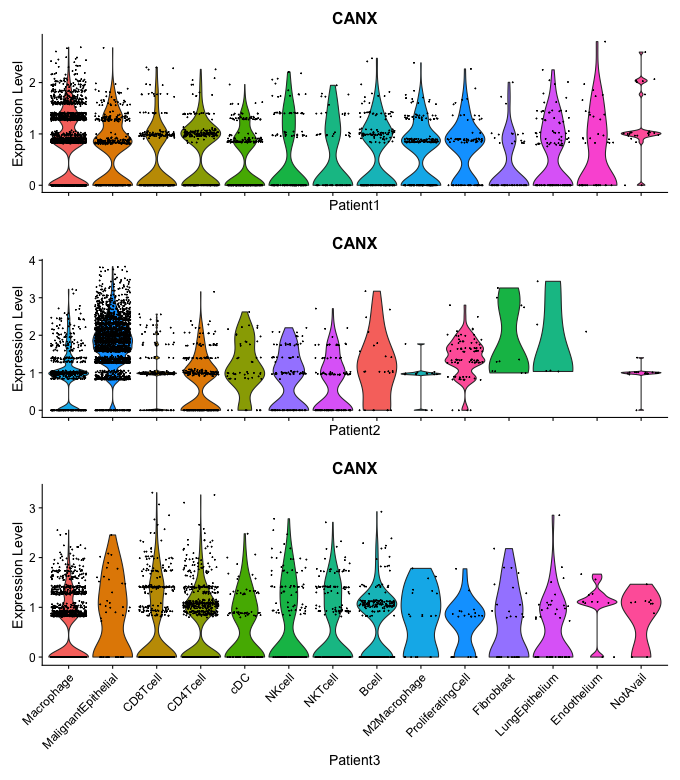 CANX
Expression Level
2
1
0
Patient1
CANX
Expression Level
4
3
2
1
0
Patient2
CANX
Expression Level
3
2
1
0
Macrophage
MalignantEpithelial
CD8Tcell
CD4Tcell
cDC
NKcell
NKTcell
Bcell
M2Macrophage
ProliferatingCell
Fibroblast
LungEpithelium
Endothelium
NotAvail
Patient3